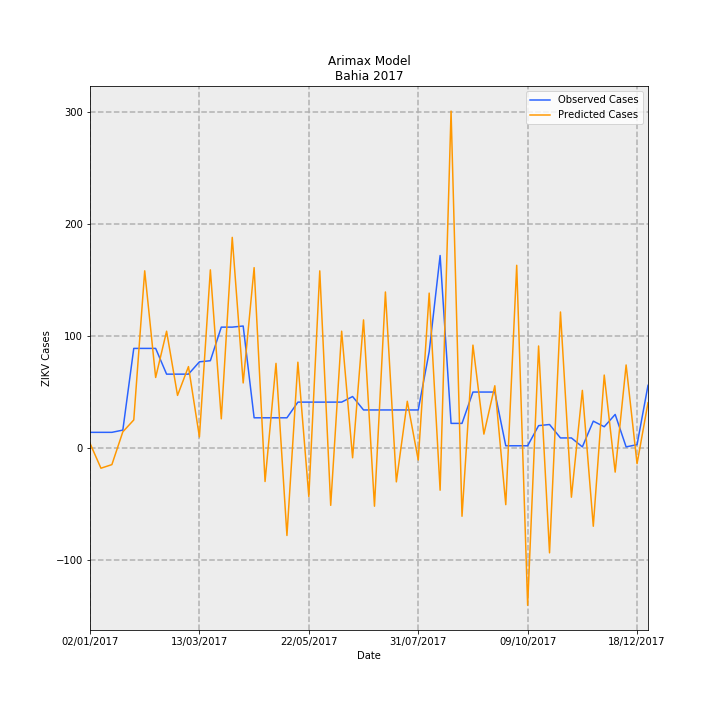 Arimax Model
Bahia 2017
Observed Cases
Predicted Cases
300
200
100
0
−100
ZIKV Cases
02/01/2017 13/03/2017 22/05/2017 31/07/2017 09/10/2017 18/12/2017
Date